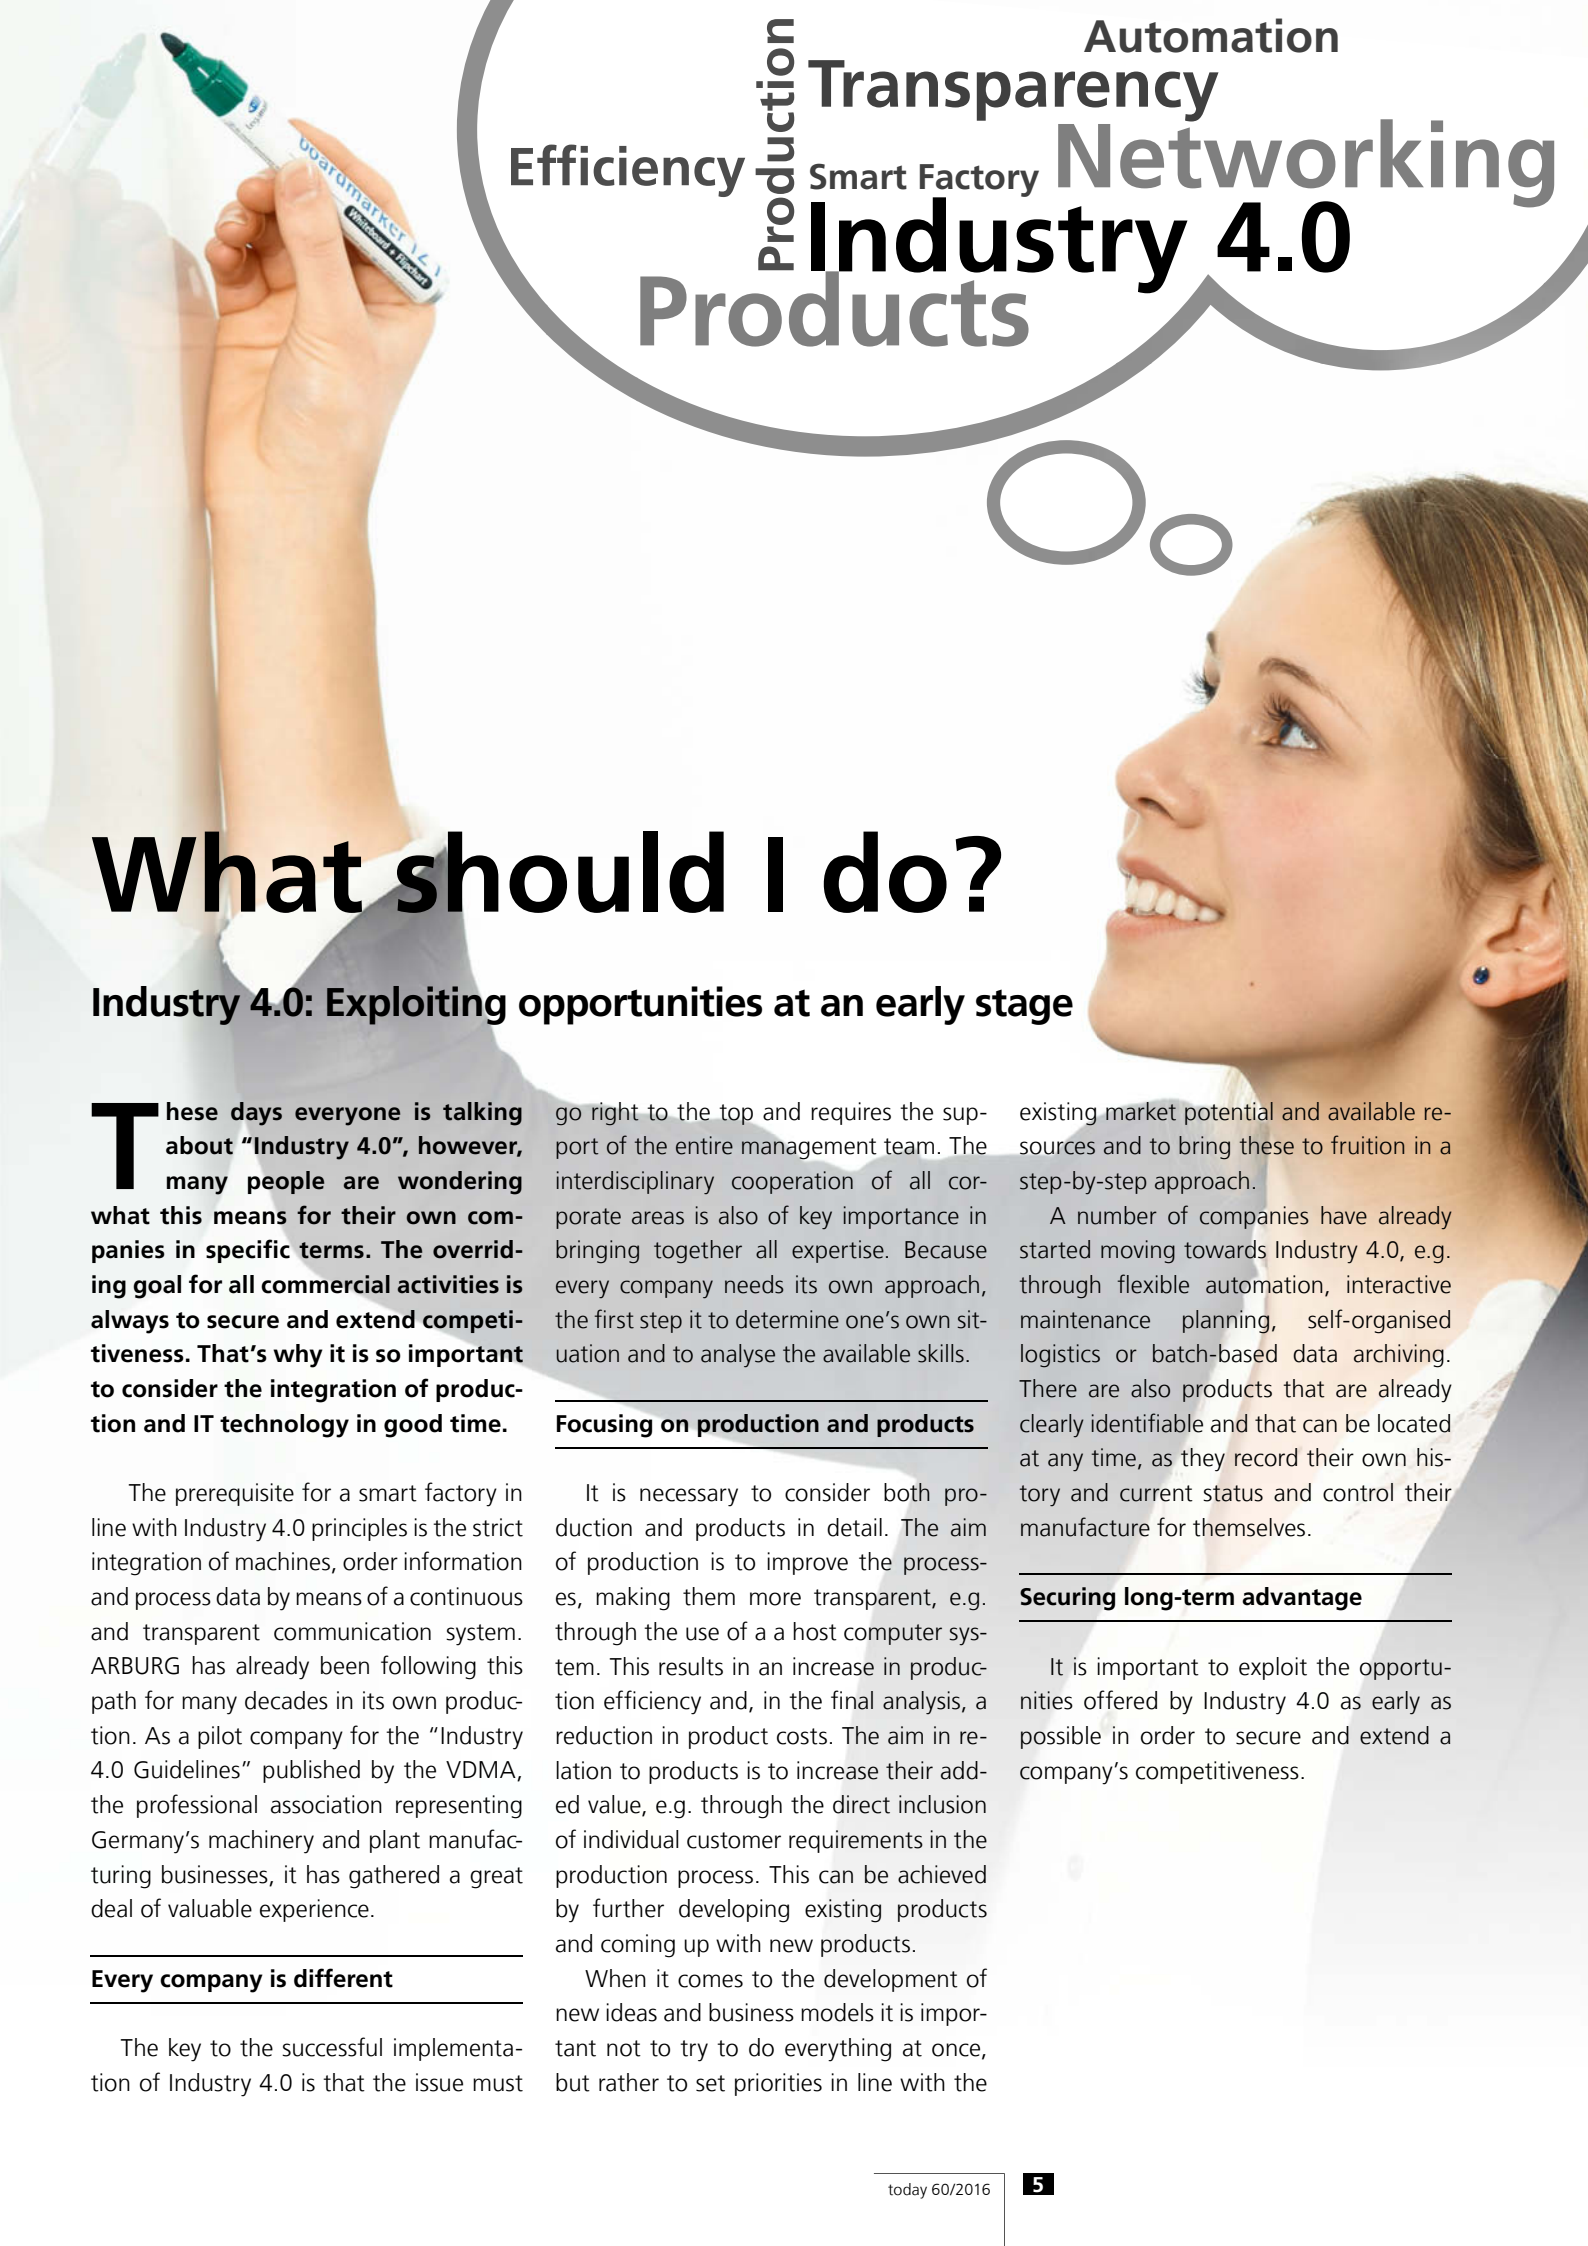 Automation
Production
Transparency
Efficiency
Smart Factory
Networking
Industry 4.0
Products
boardmarker
Whiteboard + Flipchart
What should I do?
Industry 4.0: Exploiting opportunities at an early stage
These days everyone is talking
about “Industry 4.0”, however,
many people are wondering
what this means for their own com-
panies in specific terms. The overrid-
ing goal for all commercial activities is
always to secure and extend competi-
tiveness. That’s why it is so important
to consider the integration of produc-
tion and IT technology in good time.
The prerequisite for a smart factory in
line with Industry 4.0 principles is the strict
integration of machines, order information
and process data by means of a continuous
and transparent communication system.
ARBURG has already been following this
path for many decades in its own produc-
tion. As a pilot company for the “Industry
4.0 Guidelines” published by the VDMA,
the professional association representing
Germany’s machinery and plant manufac-
turing businesses, it has gathered a great
deal of valuable experience.
Every company is different
The key to the successful implementa-
tion of Industry 4.0 is that the issue must
go right to the top and requires the sup-
port of the entire management team. The
interdisciplinary cooperation of all cor-
porate areas is also of key importance in
bringing together all expertise. Because
every company needs its own approach,
the first step it to determine one’s own sit-
uation and to analyse the available skills.
Focusing on production and products
It is necessary to consider both pro-
duction and products in detail. The aim
of production is to improve the process-
es, making them more transparent, e.g.
through the use of a a host computer sys-
tem. This results in an increase in produc-
tion efficiency and, in the final analysis, a
reduction in product costs. The aim in re-
lation to products is to increase their add-
ed value, e.g. through the direct inclusion
of individual customer requirements in the
production process. This can be achieved
by further developing existing products
and coming up with new products.
When it comes to the development of
new ideas and business models it is impor-
tant not to try to do everything at once,
but rather to set priorities in line with the
existing market potential and available re-
sources and to bring these to fruition in a
step-by-step approach.
A number of companies have already
started moving towards Industry 4.0, e.g.
through flexible automation, interactive
maintenance planning, self-organised
logistics or batch-based data archiving.
There are also products that are already
clearly identifiable and that can be located
at any time, as they record their own his-
tory and current status and control their
manufacture for themselves.
Securing long-term advantage
It is important to exploit the opportu-
nities offered by Industry 4.0 as early as
possible in order to secure and extend a
company’s competitiveness.
today 60/2016
5